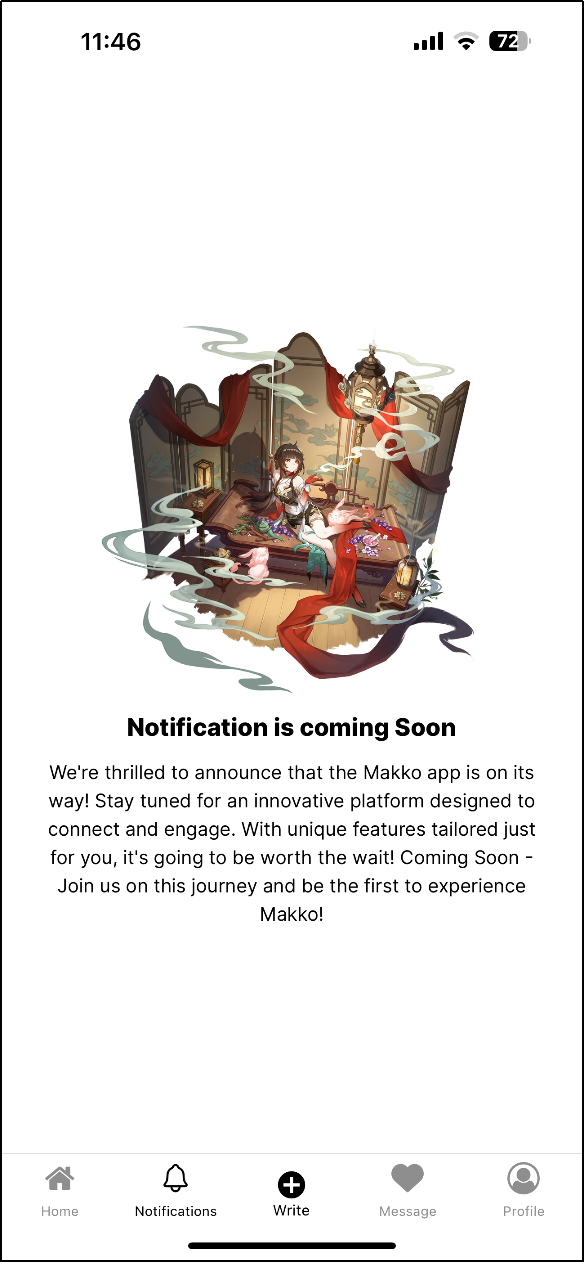 11:46
72
Notification is coming Soon
We're thrilled to announce that the Makko app is on its
way! Stay tuned for an innovative platform designed to
connect and engage. With unique features tailored just
for you, it's going to be worth the wait! Coming Soon -
Join us on this journey and be the first to experience
Makko!
Home
Notifications
Write
Message
Profile